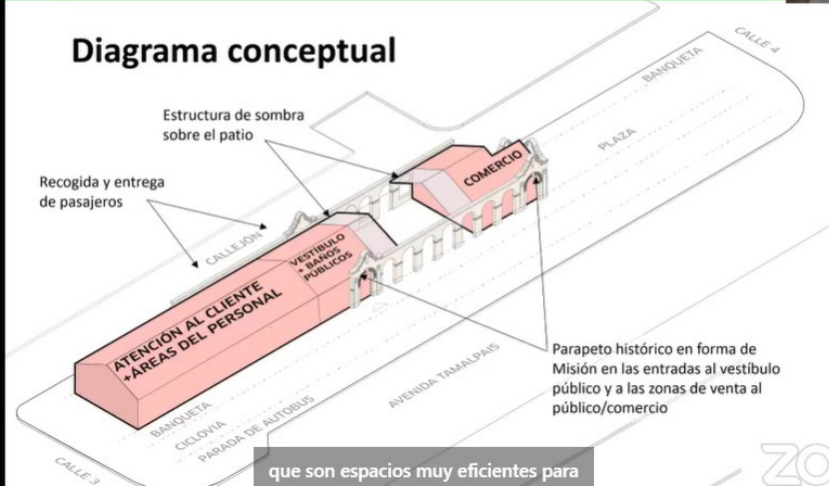 Diagrama conceptual
CALLE 4
BANQUETA
PLAZA
Estructura de sombra
sobre el patio
COMERCIO
Recogida y entrega
de pasajeros
CALLEJÓN
VESTÍBULO
+ BAÑOS
PÚBLICOS
ATENCIÓN AL CLIENTE
+ÁREAS DEL PERSONAL
Parapeto histórico en forma de
Misión en las entradas al vestíbulo
público y a las zonas de venta al
público/comercio
AVENIDA TAMALPAIS
BANQUETA
CICLOVIA
PARADA DE AUTOBUS
CALLE 3
que son espacios muy eficientes para
ZO